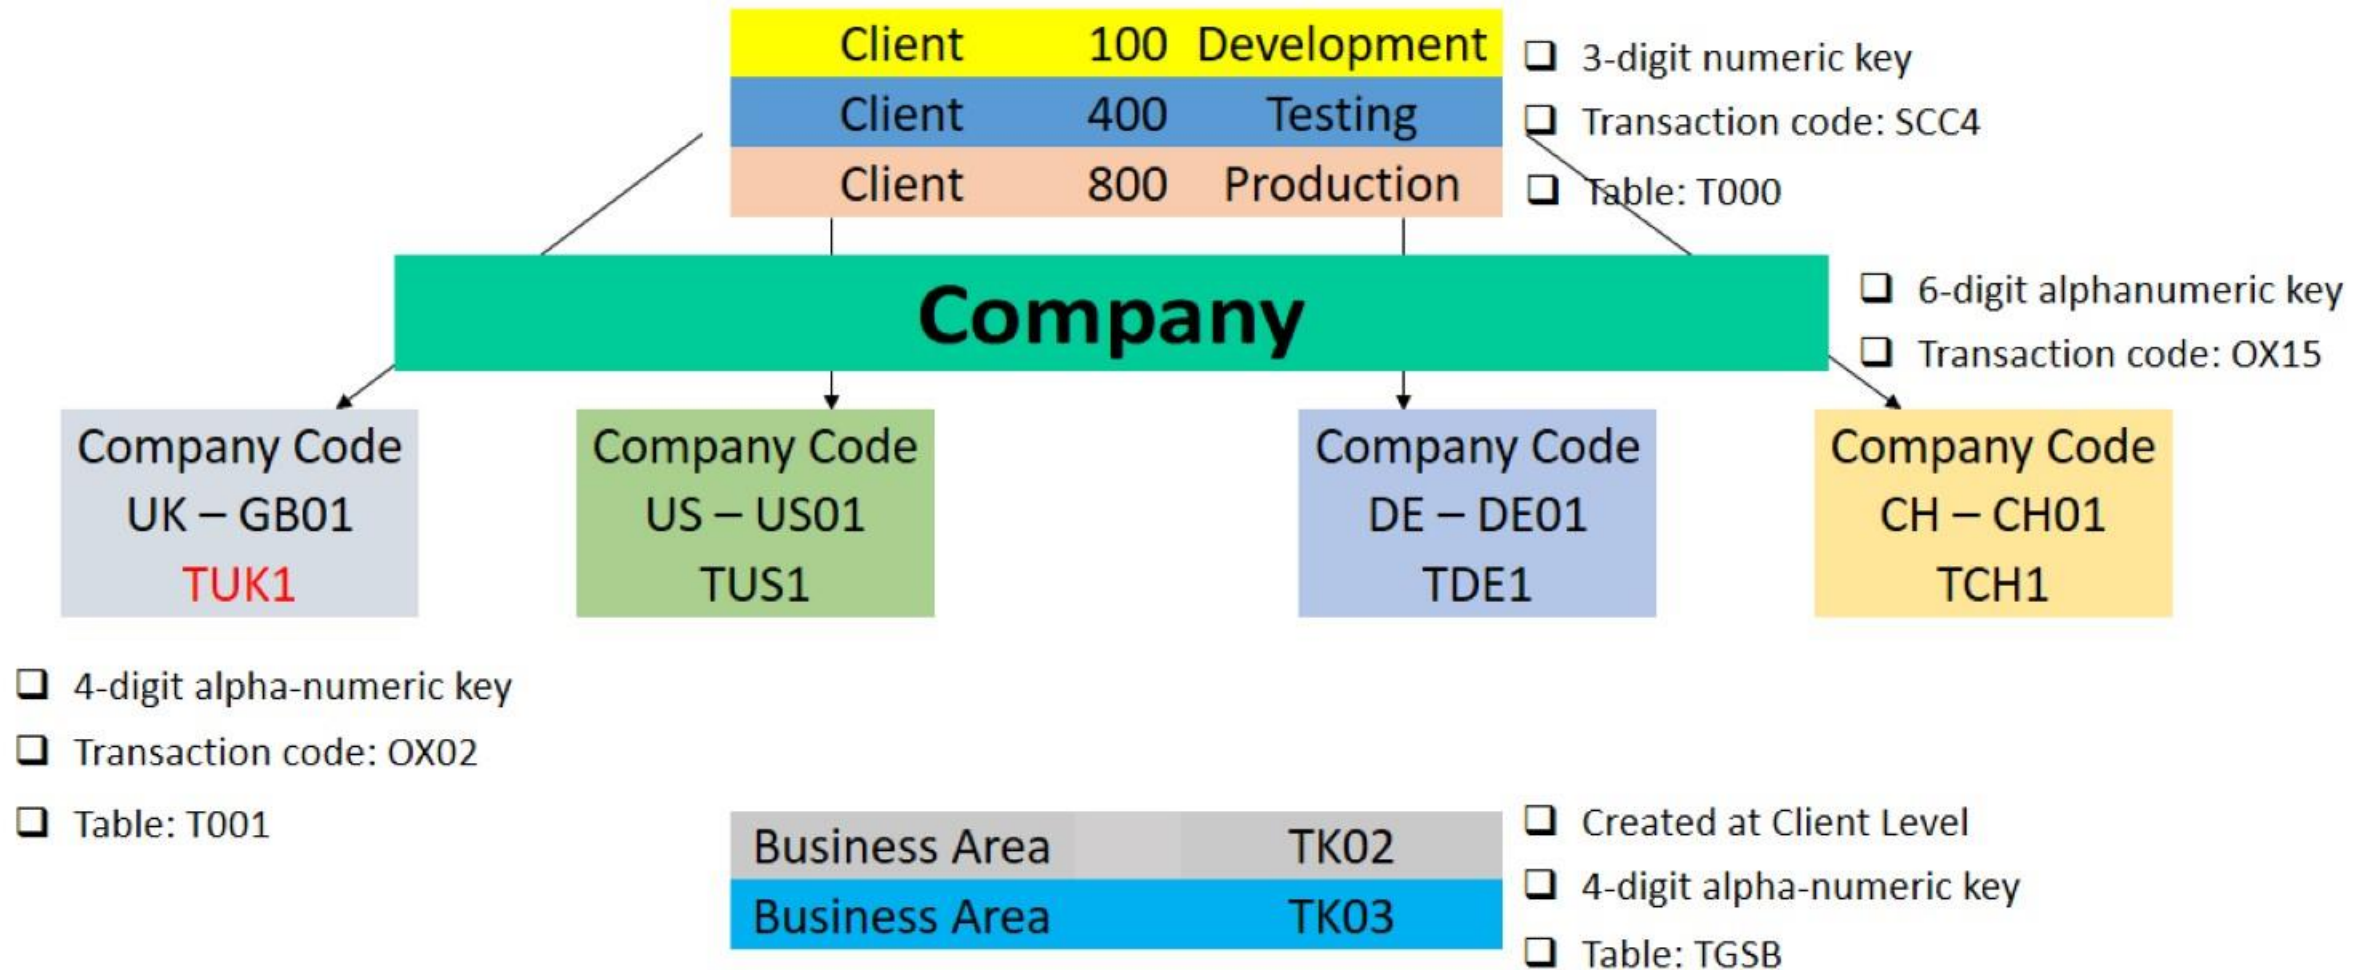 Client 100 Development
Client 400 Testing
Client 800 Production
❑ 3-digit numeric key
❑ Transaction code: SCC4
❑ Table: T000
Company
❑ 6-digit alphanumeric key
❑ Transaction code: OX15
Company Code
UK – GB01
TUK1
Company Code
US – US01
TUS1
Company Code
DE – DE01
TDE1
Company Code
CH – CH01
TCH1
❑ 4-digit alpha-numeric key
❑ Transaction code: OX02
❑ Table: T001
Business Area TK02
Business Area TK03
❑ Created at Client Level
❑ 4-digit alpha-numeric key
❑ Table: TGSB